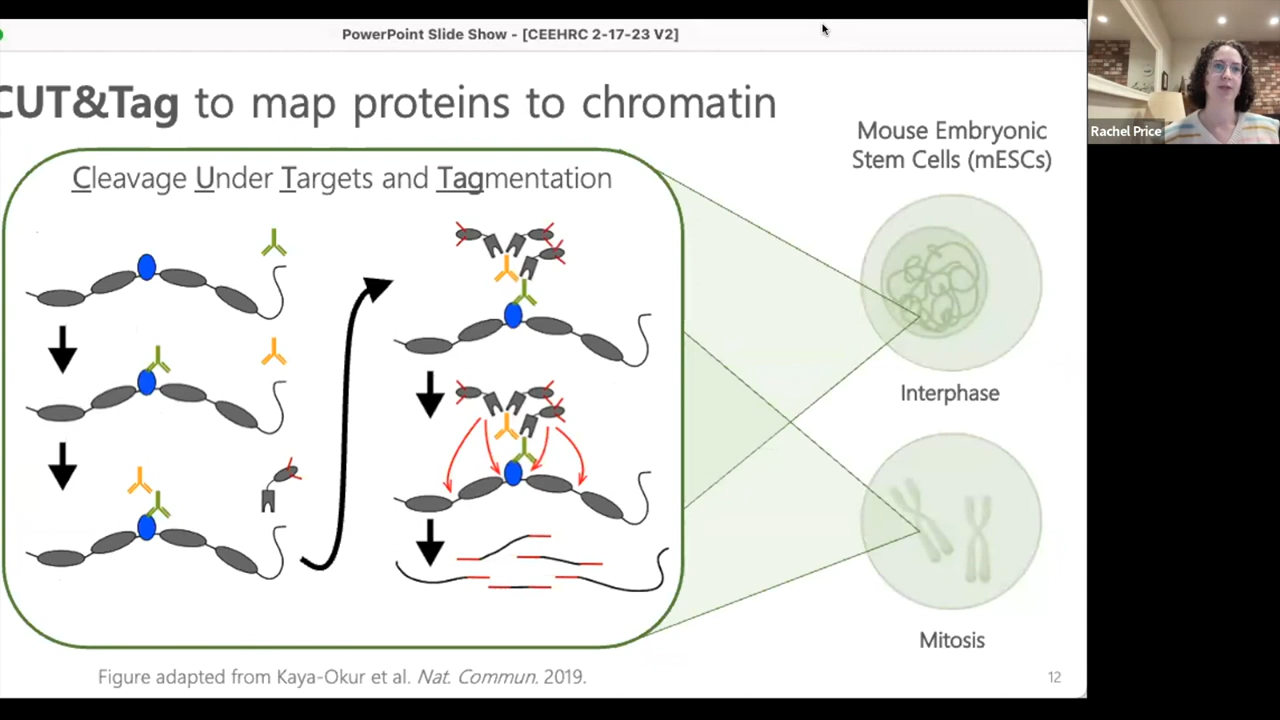 PowerPoint Slide Show - [CEEHRC 2-17-23 V2]
CUT&Tag to map proteins to chromatin
Cleavage Under Targets and Tagmentation
Mouse Embryonic
Stem Cells (mESCs)
Interphase
Mitosis
Figure adapted from Kaya-Okur et al. Nat. Commun. 2019.
12
Rachel Price